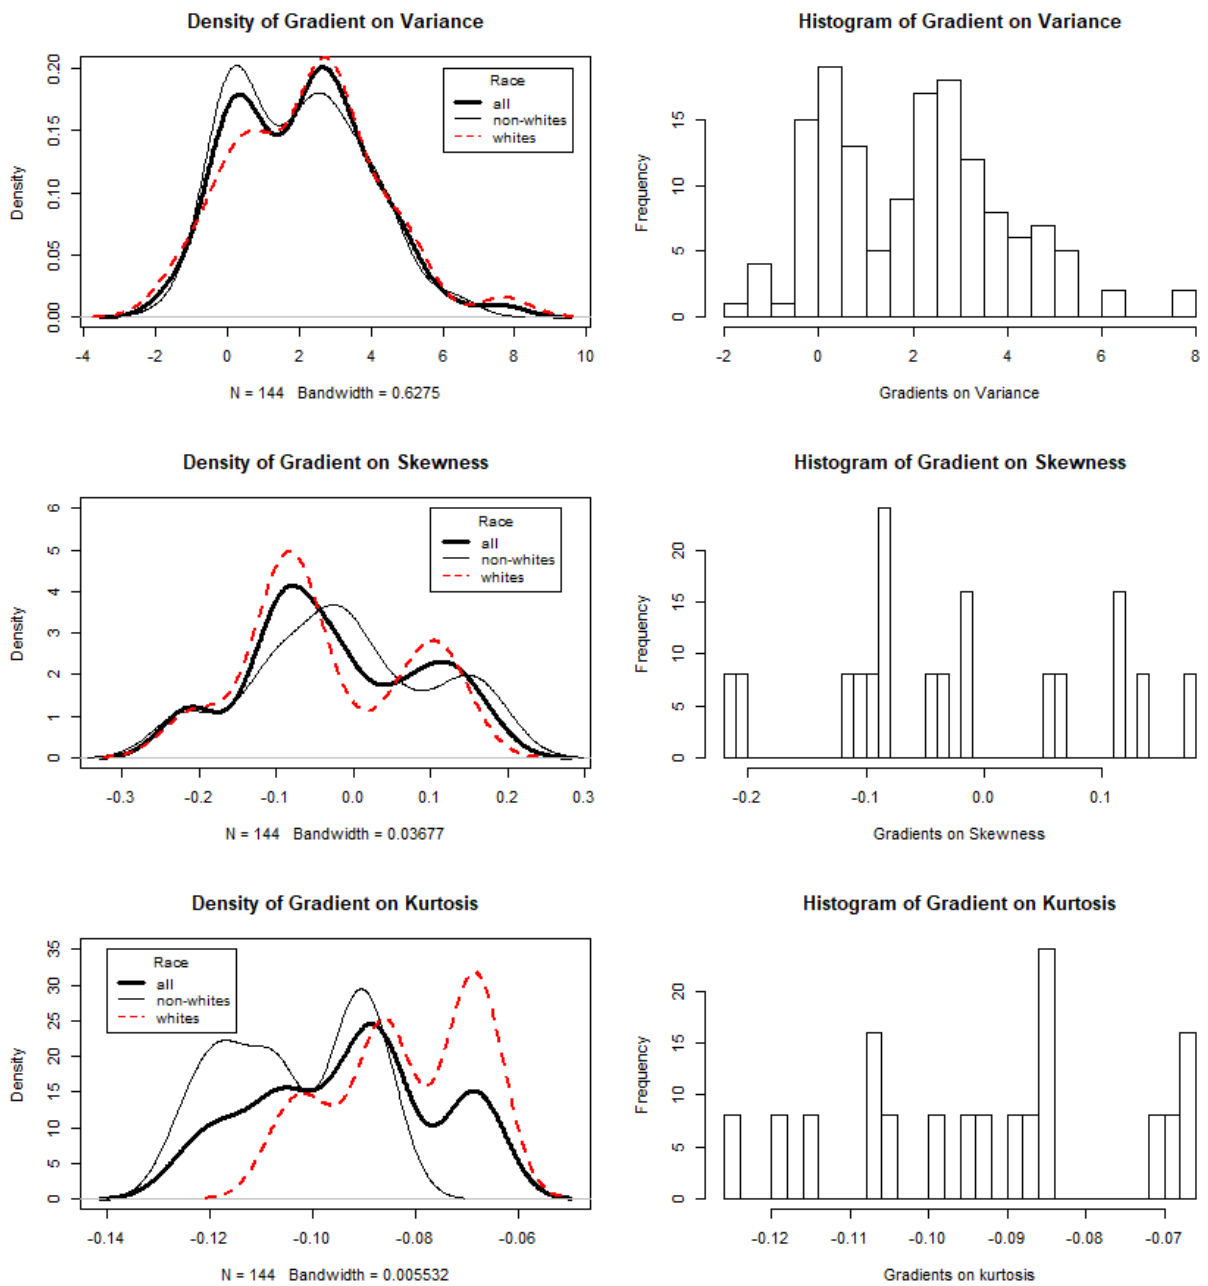 Density of Gradient on Variance
Density
0.00 0.05 0.10 0.15 0.20
Race
all
non-whites
whites
-4 -2 0 2 4 6 8 10
N = 144 Bandwidth = 0.6275
Histogram of Gradient on Variance
Frequency
0 5 10 15
-2 0 2 4 6 8
Gradients on Variance
Density of Gradient on Skewness
Density
0 1 2 3 4 5 6
Race
all
non-whites
whites
-0.3 -0.2 -0.1 0.0 0.1 0.2 0.3
N = 144 Bandwidth = 0.03677
Histogram of Gradient on Skewness
Frequency
0 5 10 15 20
-0.2 -0.1 0.0 0.1
Gradients on Skewness
Density of Gradient on Kurtosis
Density
0 5 10 15 20 25 30 35
Race
all
non-whites
whites
-0.14 -0.12 -0.10 -0.08 -0.06
N = 144 Bandwidth = 0.005532
Histogram of Gradient on Kurtosis
Frequency
0 5 10 15 20
-0.12 -0.11 -0.10 -0.09 -0.08 -0.07
Gradients on kurtosis